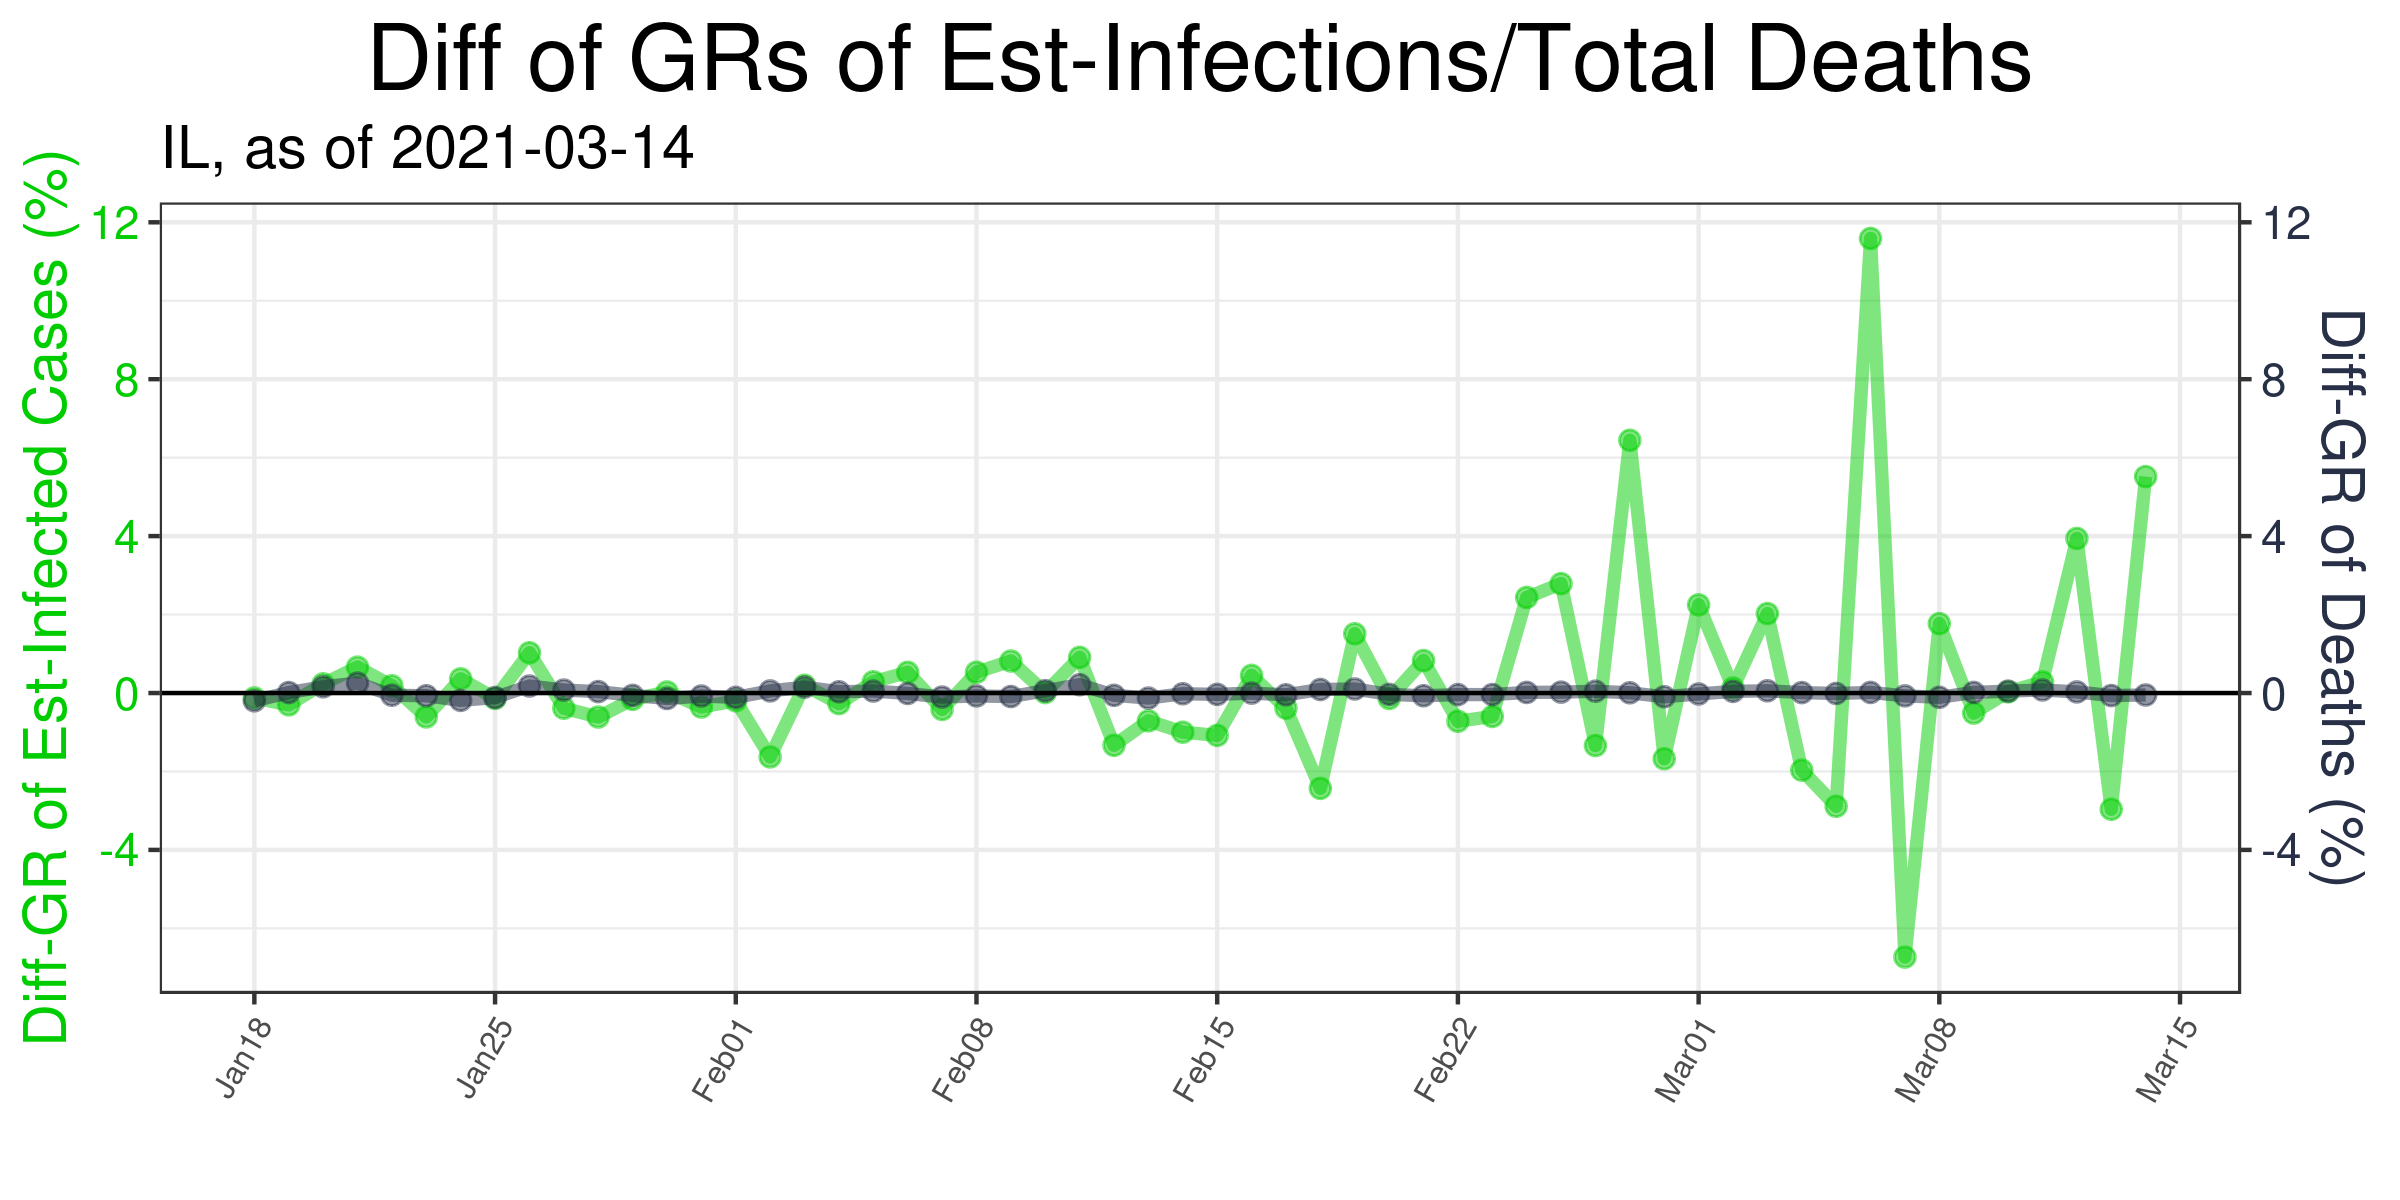 Diff of GRs of Est-Infections/Total Deaths
IL, as of 2021-03-14
Diff-GR of Est-Infected Cases (%)
12
8
4
0
-4
12
8
4
0
-4
Diff-GR of Deaths (%)
Jan18
Jan25
Feb01
Feb08
Feb15
Feb22
Mar01
Mar08
Mar15